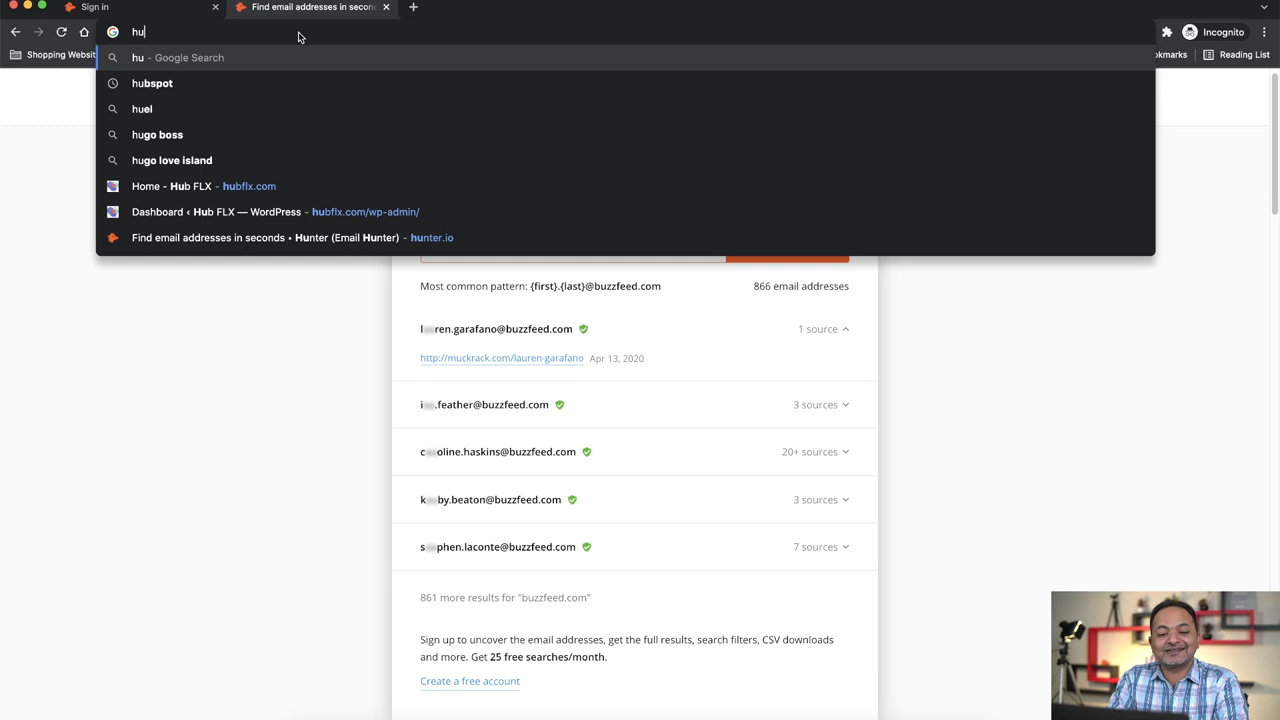 Sign in
Find email addresses in secon
hu
Incognito
Shopping Websit
okmarks
Reading List
hu - Google Search
hubspot
huel
hugo boss
hugo love island
Home - Hub FLX - hubflx.com
Dashboard ‹ Hub FLX — WordPress - hubflx.com/wp-admin/
Find email addresses in seconds • Hunter (Email Hunter) - hunter.io
Most common pattern: {first}.{last}@buzzfeed.com 866 email addresses
l ren.garafano@buzzfeed.com 1 source
http://muckrack.com/lauren-garafano Apr 13, 2020
i .feather@buzzfeed.com 3 sources
c oline.haskins@buzzfeed.com 20+ sources
k by.beaton@buzzfeed.com 3 sources
s phen.laconte@buzzfeed.com 7 sources
861 more results for "buzzfeed.com"
Sign up to uncover the email addresses, get the full results, search filters, CSV downloads
and more. Get 25 free searches/month.
Create a free account